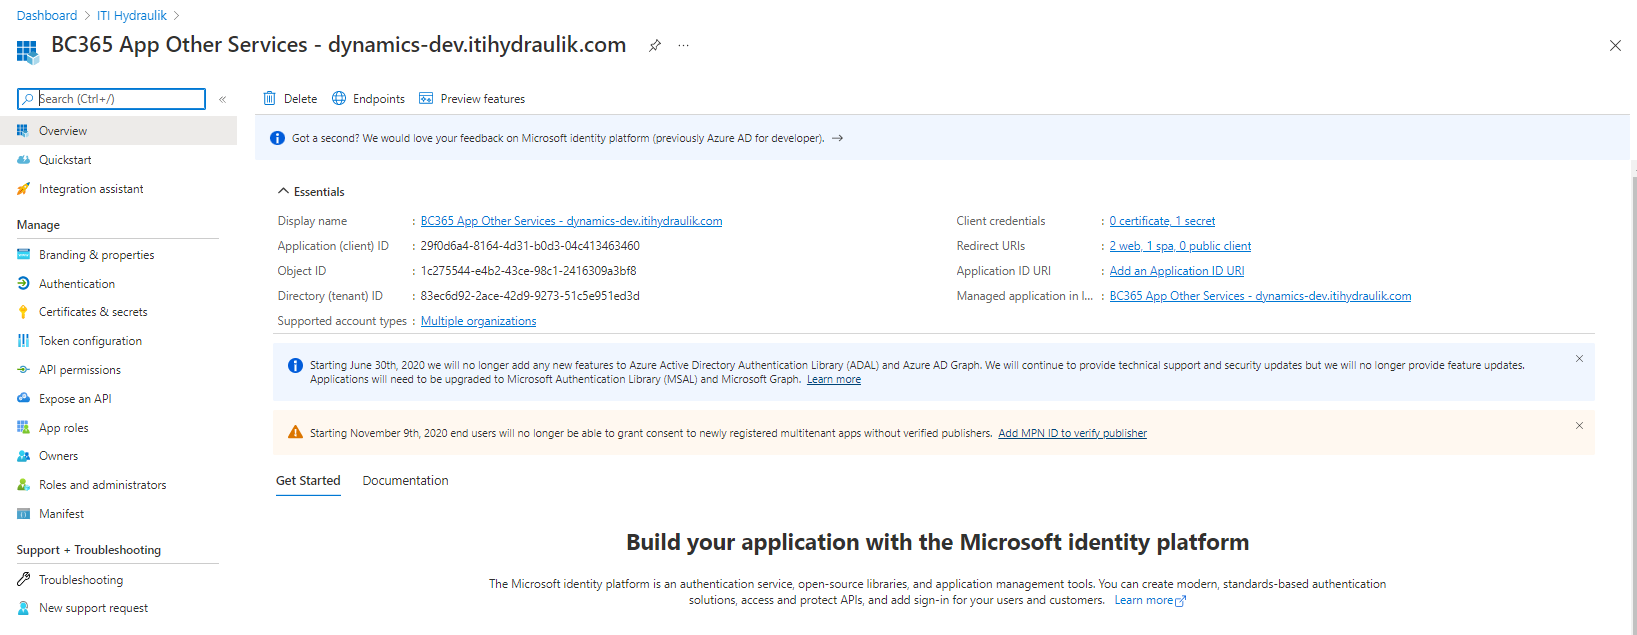 Dashboard > ITI Hydraulik >
BC365 App Other Services - dynamics-dev.itihydraulik.com
Search (Ctrl+/)
Delete Endpoints Preview features
Overview
Quickstart
Integration assistant
Manage
Branding & properties
Authentication
Certificates & secrets
Token configuration
API permissions
Expose an API
App roles
Owners
Roles and administrators
Manifest
Support + Troubleshooting
Troubleshooting
New support request
Got a second? We would love your feedback on Microsoft identity platform (previously Azure AD for developer).
Essentials
Display name : BC365 App Other Services - dynamics-dev.itihydraulik.com
Application (client) ID : 29f0d6a4-8164-4d31-b0d3-04c413463460
Object ID : 1c275544-e4b2-43ce-98c1-2416309a3bf8
Directory (tenant) ID : 83ec6d92-2ace-42d9-9273-51c5e951ed3d
Supported account types : Multiple organizations
Client credentials : 0 certificate, 1 secret
Redirect URIs : 2 web, 1 spa, 0 public client
Application ID URI : Add an Application ID URI
Managed application in l... : BC365 App Other Services - dynamics-dev.itihydraulik.com
Starting June 30th, 2020 we will no longer add any new features to Azure Active Directory Authentication Library (ADAL) and Azure AD Graph. We will continue to provide technical support and security updates but we will no longer provide feature updates.
Applications will need to be upgraded to Microsoft Authentication Library (MSAL) and Microsoft Graph. Learn more
Starting November 9th, 2020 end users will no longer be able to grant consent to newly registered multitenant apps without verified publishers. Add MPN ID to verify publisher
Get Started Documentation
Build your application with the Microsoft identity platform
The Microsoft identity platform is an authentication service, open-source libraries, and application management tools. You can create modern, standards-based authentication
solutions, access and protect APIs, and add sign-in for your users and customers. Learn more